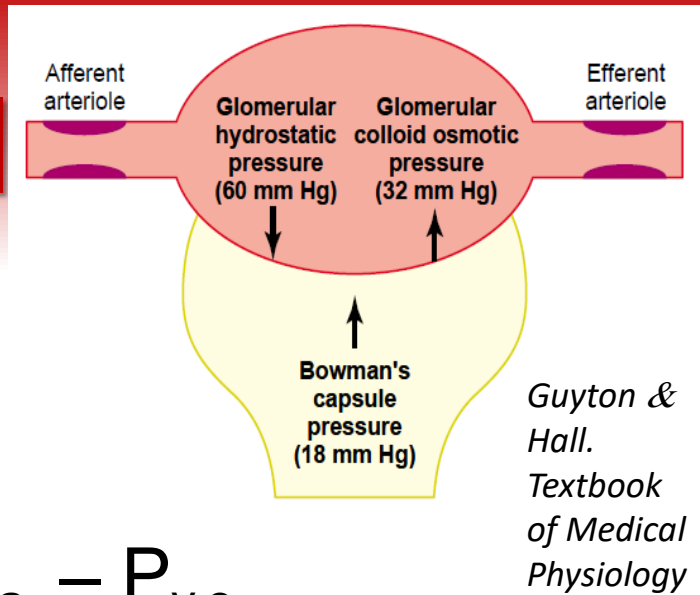 Afferent
arteriole
Efferent
arteriole
Glomerular
hydrostatic
pressure
(60 mm Hg)
Glomerular
colloid osmotic
pressure
(32 mm Hg)
Bowman's
capsule
pressure
(18 mm Hg)
Guyton &
Hall.
Textbook
of Medical
Physiology
– P